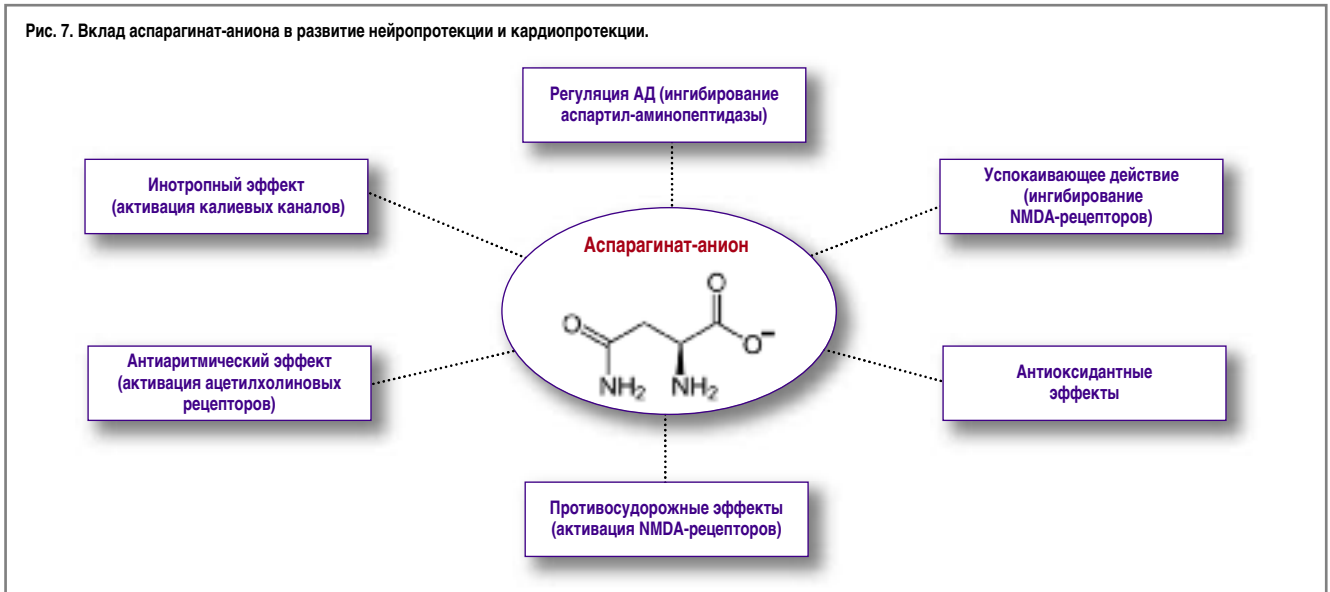 Рис. 7. Вклад аспарагинат-аниона в развитие нейропротекции и кардиопротекции.
Регуляция АД (ингибирование
аспартил-аминопептидазы)
Инотропный эффект
(активация калиевых каналов)
Успокаивающее действие
(ингибирование
NMDA-рецепторов)
Аспарагинат-анион
O
O
O⁻
NH₂
NH₂
Антиаритмический эффект
(активация ацетилхолиновых
рецепторов)
Антиоксидантные
эффекты
Противосудорожные эффекты
(активация NMDA-рецепторов)